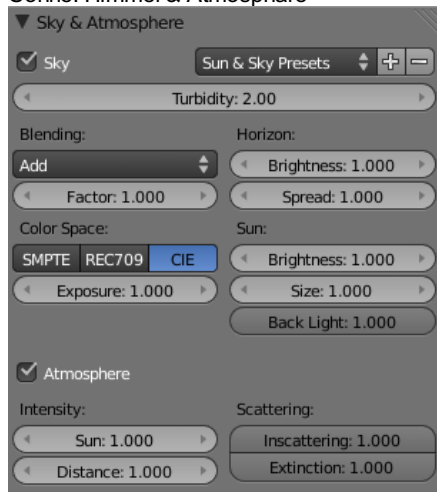 Sky & Atmosphere
Sky
Sun & Sky Presets
Turbidity: 2.00
Blending:
Horizon:
Add
Brightness: 1.000
Factor: 1.000
Spread: 1.000
Color Space:
Sun:
SMPTE REC709 CIE
Brightness: 1.000
Exposure: 1.000
Size: 1.000
Back Light: 1.000
Atmosphere
Intensity:
Scattering:
Sun: 1.000
Inscattering: 1.000
Distance: 1.000
Extinction: 1.000